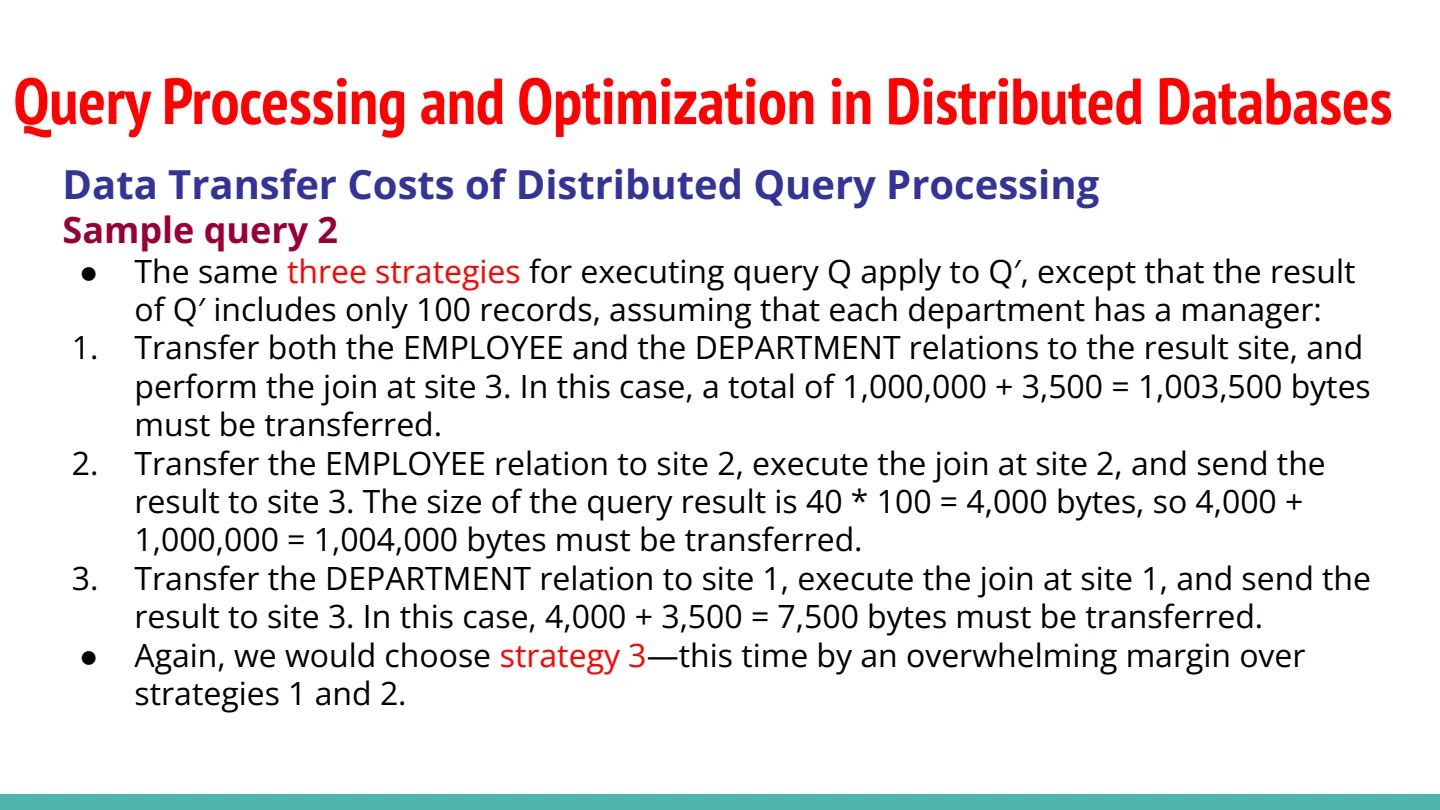 Query Processing and Optimization in Distributed Databases
Data Transfer Costs of Distributed Query Processing
Sample query 2
● The same three strategies for executing query Q apply to Q′, except that the result
of Q′ includes only 100 records, assuming that each department has a manager:
1. Transfer both the EMPLOYEE and the DEPARTMENT relations to the result site, and
perform the join at site 3. In this case, a total of 1,000,000 + 3,500 = 1,003,500 bytes
must be transferred.
2. Transfer the EMPLOYEE relation to site 2, execute the join at site 2, and send the
result to site 3. The size of the query result is 40 * 100 = 4,000 bytes, so 4,000 +
1,000,000 = 1,004,000 bytes must be transferred.
3. Transfer the DEPARTMENT relation to site 1, execute the join at site 1, and send the
result to site 3. In this case, 4,000 + 3,500 = 7,500 bytes must be transferred.
● Again, we would choose strategy 3—this time by an overwhelming margin over
strategies 1 and 2.